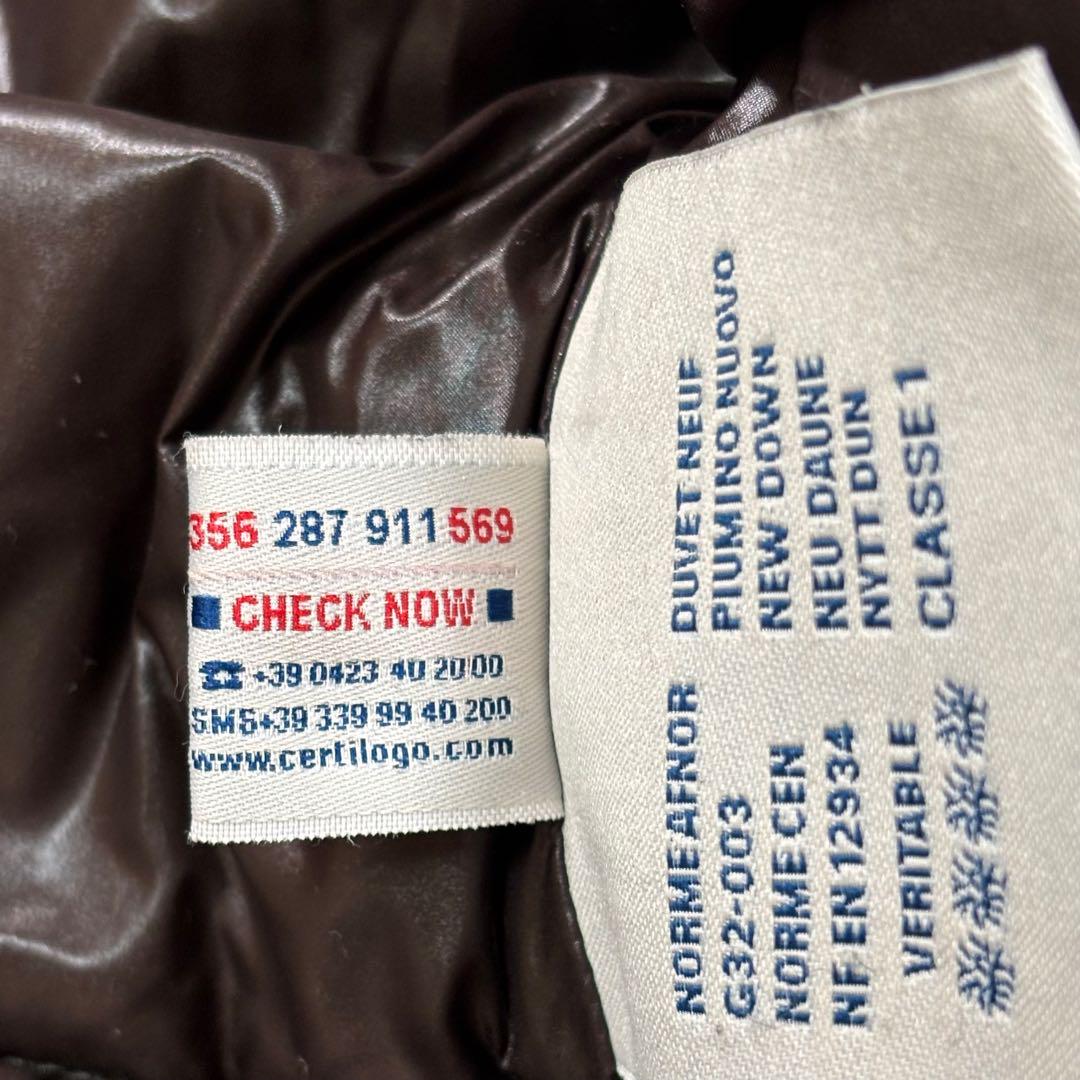 356 287 911 569
CHECK NOW
☎ +39 0423 40 20 00
SMS+39 339 99 40 200
www.certilogo.com
NORME AFNOR
G32-003
NORME CEN
NF EN 12934
VERITABLE
DUVET NEUF
PIUMINO NUOVO
NEW DOWN
NEU DAUNE
NYTT DUN
CLASSE 1